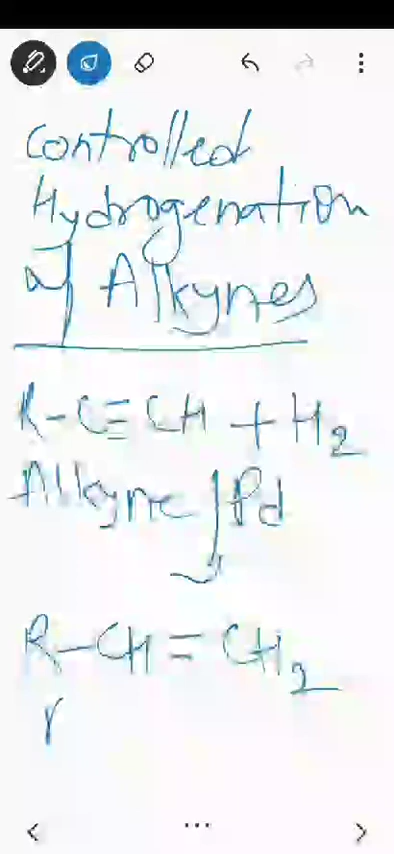 Controlled
Hydrogenation
of Alkynes
R-C≡CH + H2
Alkyne ↓ Pd
R-CH=CH2
r